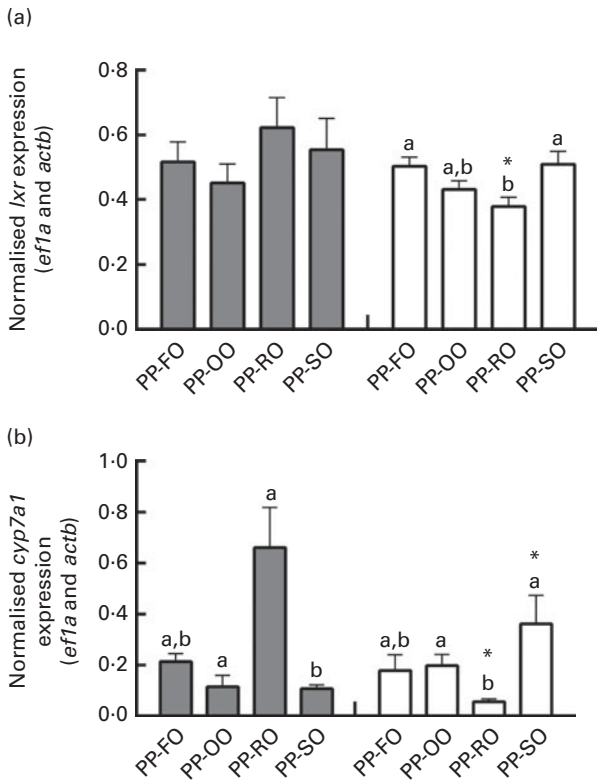 (a)
Normalised lxr expression
(ef1a and actb)
0·8
0·6
0·4
0·2
0·0
a
a,b
*
b
a
PP-FO PP-OO PP-RO PP-SO PP-FO PP-OO PP-RO PP-SO
(b)
Normalised cyp7a1
expression
(ef1a and actb)
1·0
0·8
0·6
0·4
0·2
0·0
a,b
a
a
b
a,b
a
*
b
*
a
PP-FO PP-OO PP-RO PP-SO PP-FO PP-OO PP-RO PP-SO